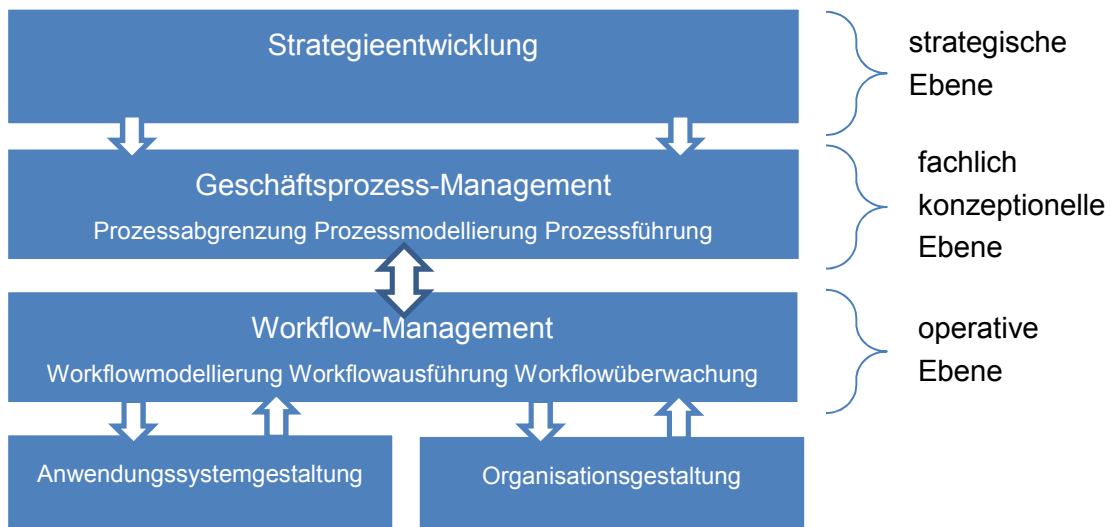 Strategieentwicklung
strategische
Ebene
Geschäftsprozess-Management
Prozessabgrenzung Prozessmodellierung Prozessführung
fachlich
konzeptionelle
Ebene
Workflow-Management
Workflowmodellierung Workflowausführung Workflowüberwachung
operative
Ebene
Anwendungssystemgestaltung
Organisationsgestaltung